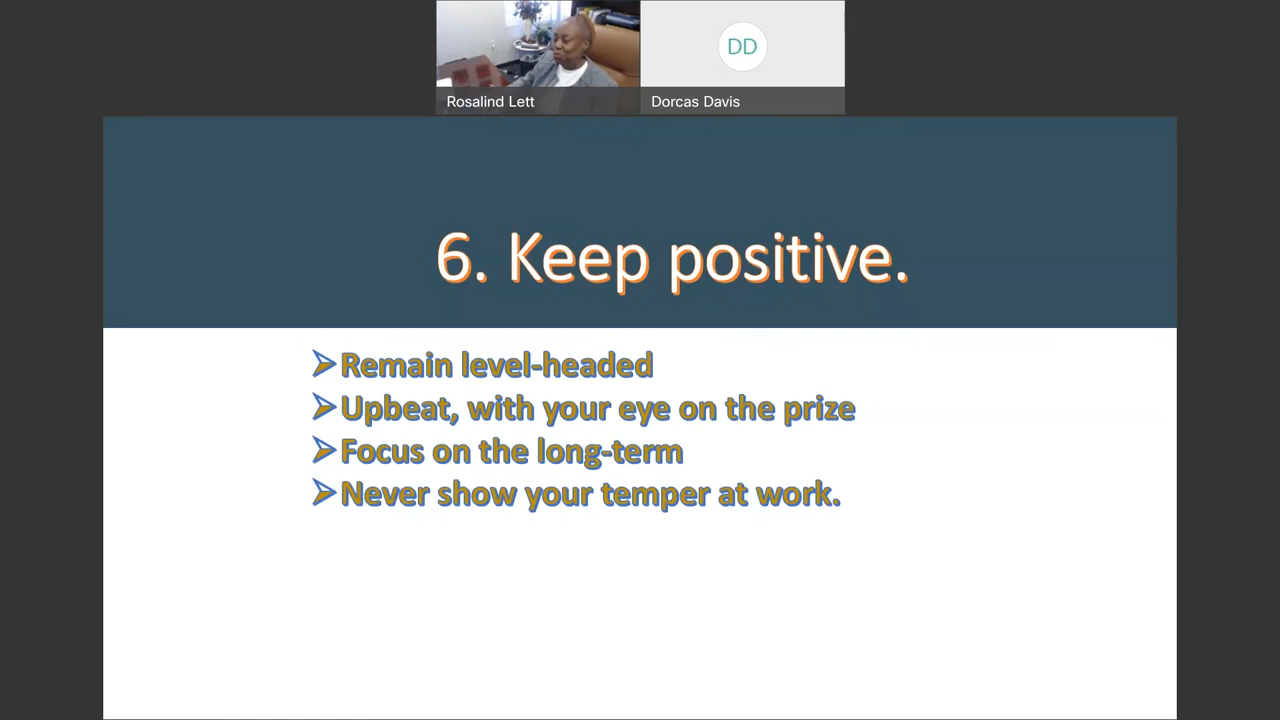 DD
Rosalind Lett
Dorcas Davis
6. Keep positive.
Remain level-headed
Upbeat, with your eye on the prize
Focus on the long-term
Never show your temper at work.